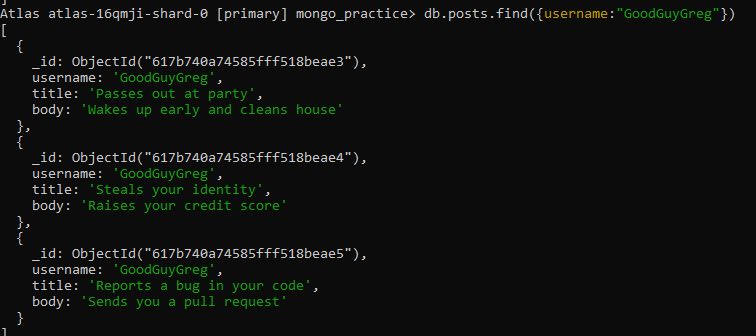 ]
Atlas atlas-16qmji-shard-0 [primary] mongo_practice> db.posts.find({username:"GoodGuyGreg"})
[
  {
    _id: ObjectId("617b740a74585fff518beae3"),
    username: 'GoodGuyGreg',
    title: 'Passes out at party',
    body: 'Wakes up early and cleans house'
  },
  {
    _id: ObjectId("617b740a74585fff518beae4"),
    username: 'GoodGuyGreg',
    title: 'Steals your identity',
    body: 'Raises your credit score'
  },
  {
    _id: ObjectId("617b740a74585fff518beae5"),
    username: 'GoodGuyGreg',
    title: 'Reports a bug in your code',
    body: 'Sends you a pull request'
  }
]